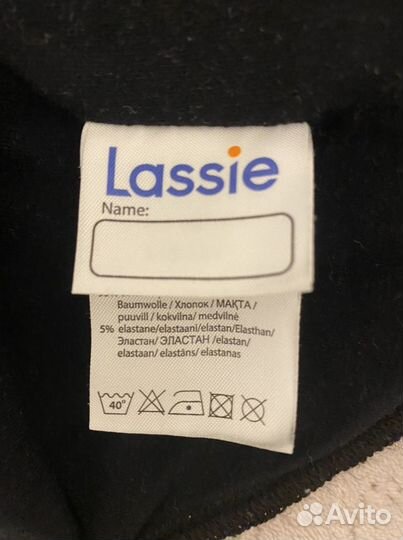 Lassie
Name:
Baumwolle / Хлопок / МАҚТА /
puuvill / kokvilna / medvilnė
5% elastane/elastaani/elastan/Elasthan/
Эластан/ ЭЛАСТАН /elastan/
elastaan/ elastāns/ elastanas
40°
Avito